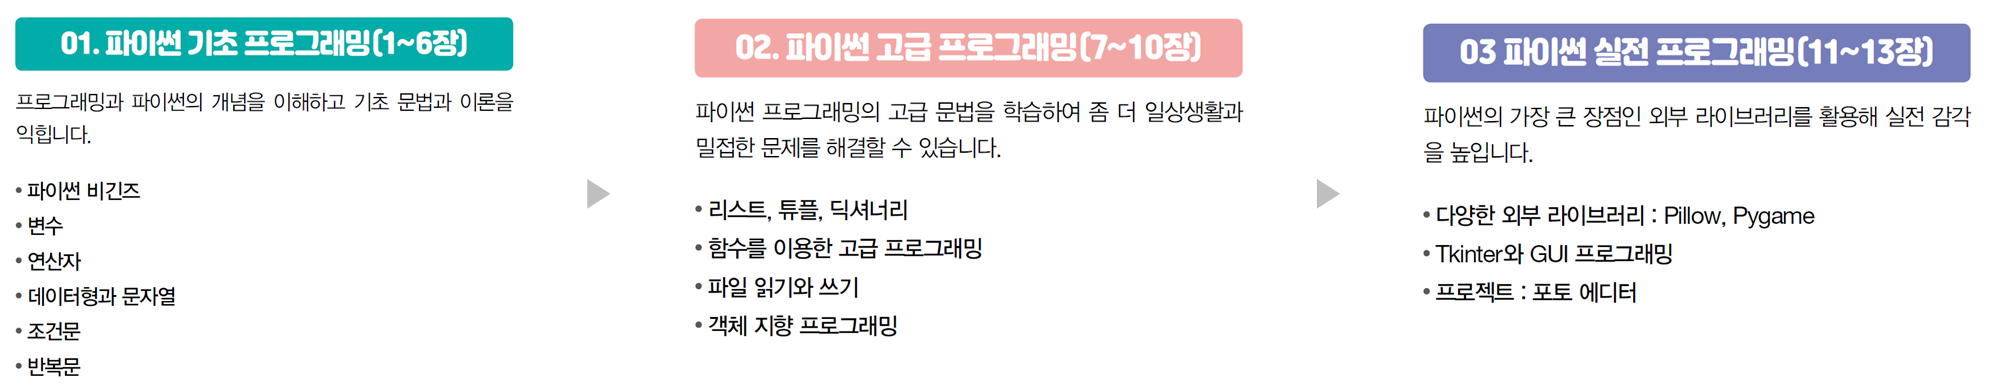 01. 파이썬 기초 프로그래밍(1~6장)
프로그래밍과 파이썬의 개념을 이해하고 기초 문법과 이론을
익힙니다.
• 파이썬 비긴즈
• 변수
• 연산자
• 데이터형과 문자열
• 조건문
• 반복문
02. 파이썬 고급 프로그래밍(7~10장)
파이썬 프로그래밍의 고급 문법을 학습하여 좀 더 일상생활과
밀접한 문제를 해결할 수 있습니다.
• 리스트, 튜플, 딕셔너리
• 함수를 이용한 고급 프로그래밍
• 파일 읽기와 쓰기
• 객체 지향 프로그래밍
03 파이썬 실전 프로그래밍(11~13장)
파이썬의 가장 큰 장점인 외부 라이브러리를 활용해 실전 감각
을 높입니다.
• 다양한 외부 라이브러리 : Pillow, Pygame
• Tkinter와 GUI 프로그래밍
• 프로젝트 : 포토 에디터